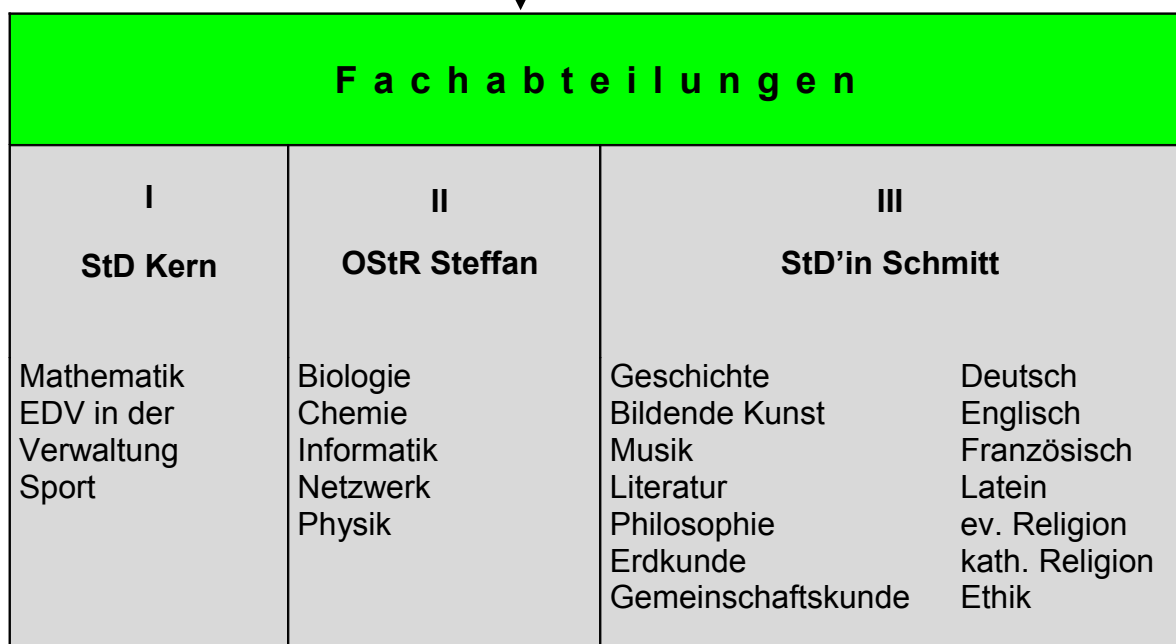 Fachabteilungen
I
StD Kern
Mathematik
EDV in der
Verwaltung
Sport
II
OStR Steffan
Biologie
Chemie
Informatik
Netzwerk
Physik
III
StD’in Schmitt
Geschichte
Bildende Kunst
Musik
Literatur
Philosophie
Erdkunde
Gemeinschaftskunde
Deutsch
Englisch
Französisch
Latein
ev. Religion
kath. Religion
Ethik